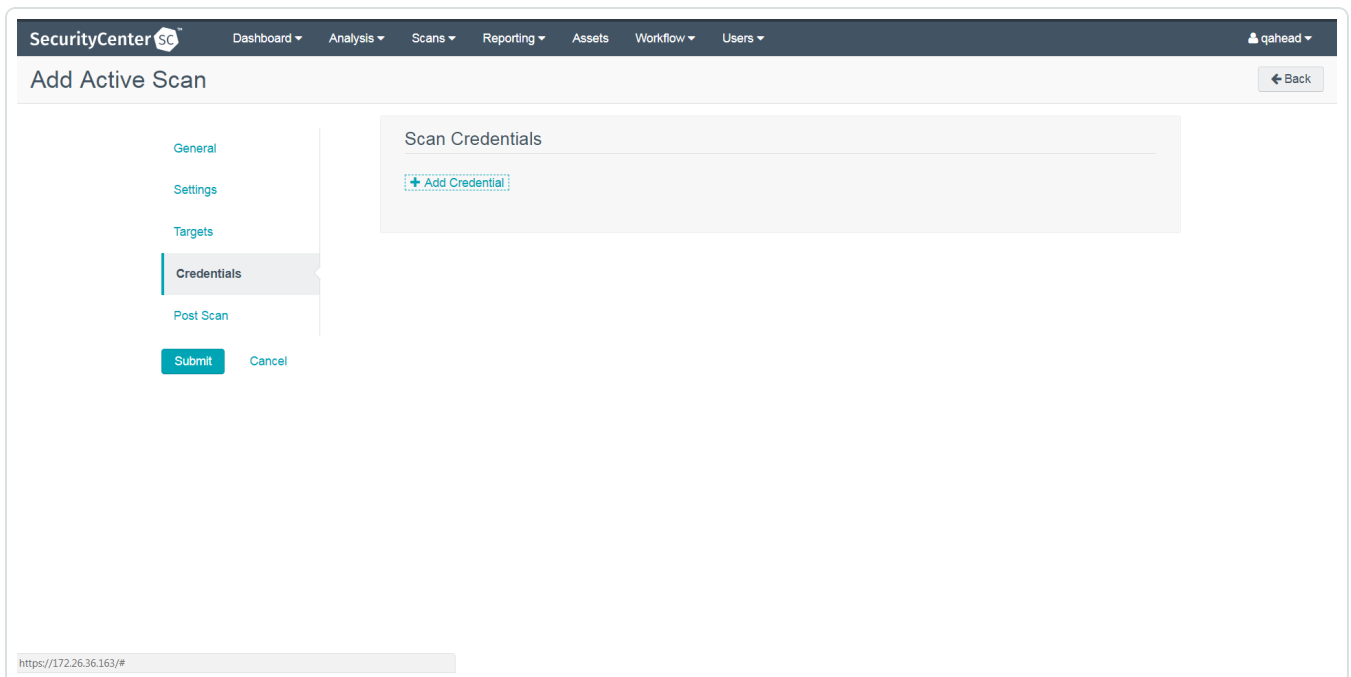 SecurityCenter SC™ Dashboard Analysis Scans Reporting Assets Workflow Users qahead
Add Active Scan Back
General
Settings
Targets
Credentials
Post Scan
Submit Cancel
Scan Credentials
+ Add Credential
https://172.26.36.163/#